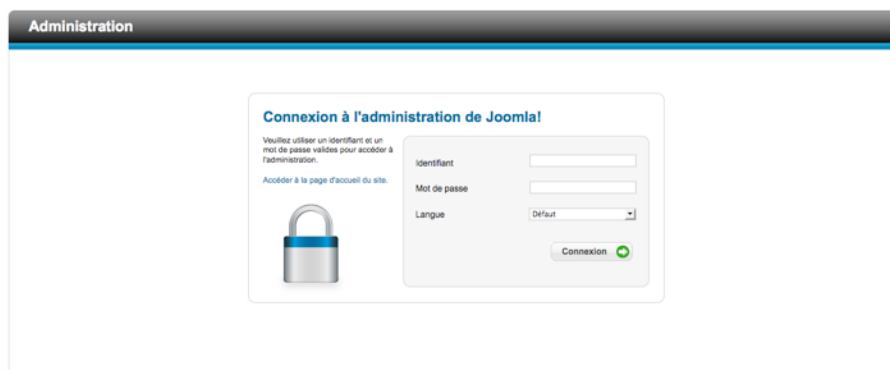 Administration
Connexion à l'administration de Joomla!
Veuillez utiliser un identifiant et un
mot de passe valides pour accéder à
l'administration.
Accéder à la page d'accueil du site.
Identifiant
Mot de passe
Langue
Défaut
Connexion